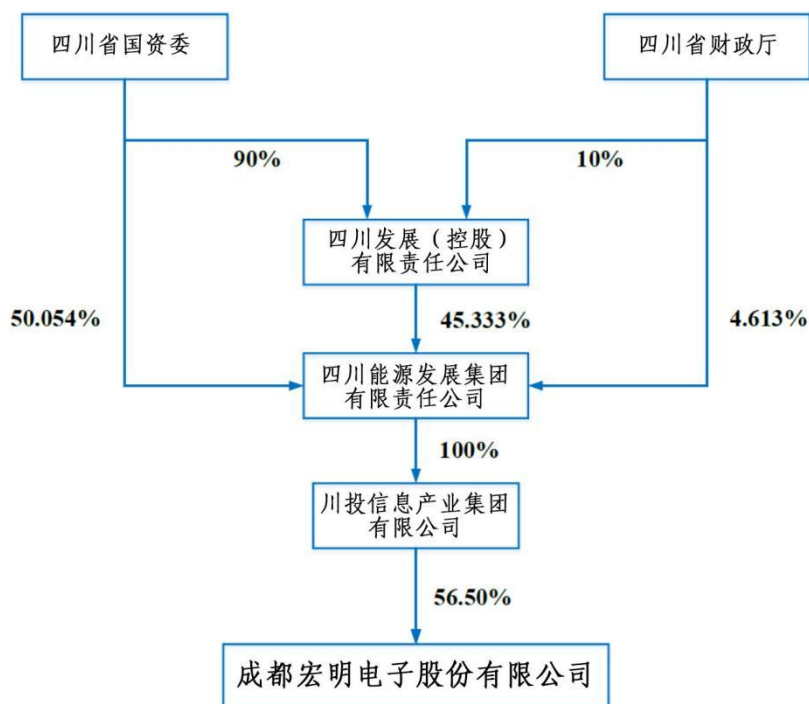 四川省国资委
四川省财政厅
90%
10%
四川发展（控股）
有限责任公司
50.054%
45.333%
4.613%
四川能源发展集团
有限责任公司
100%
川投信息产业集团
有限公司
56.50%
成都宏明电子股份有限公司